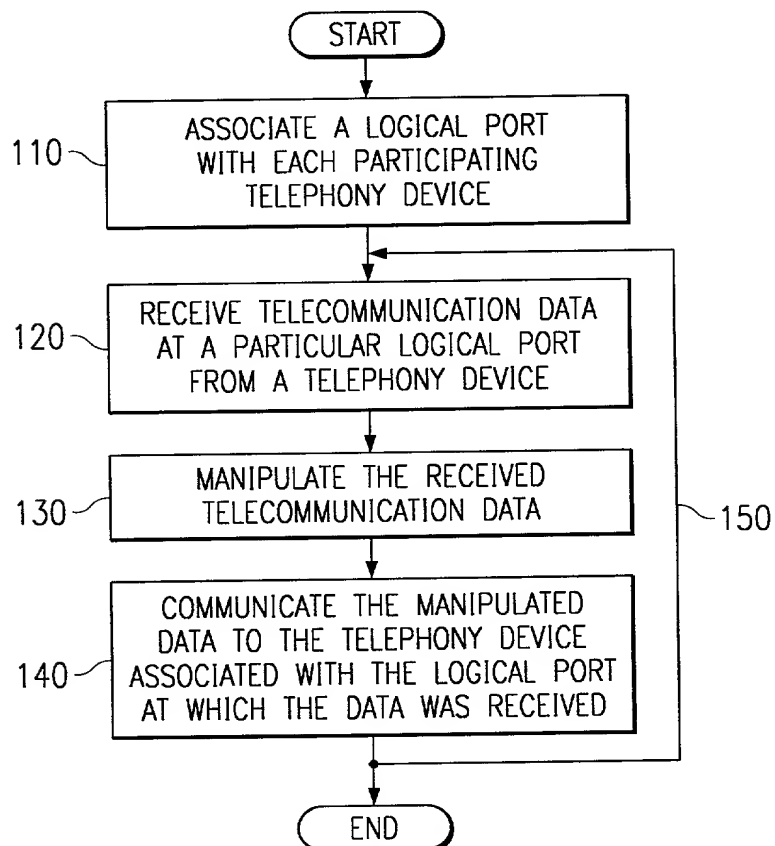 START
110
ASSOCIATE A LOGICAL PORT
WITH EACH PARTICIPATING
TELEPHONY DEVICE
120
RECEIVE TELECOMMUNICATION DATA
AT A PARTICULAR LOGICAL PORT
FROM A TELEPHONY DEVICE
130
MANIPULATE THE RECEIVED
TELECOMMUNICATION DATA
150
140
COMMUNICATE THE MANIPULATED
DATA TO THE TELEPHONY DEVICE
ASSOCIATED WITH THE LOGICAL PORT
AT WHICH THE DATA WAS RECEIVED
END